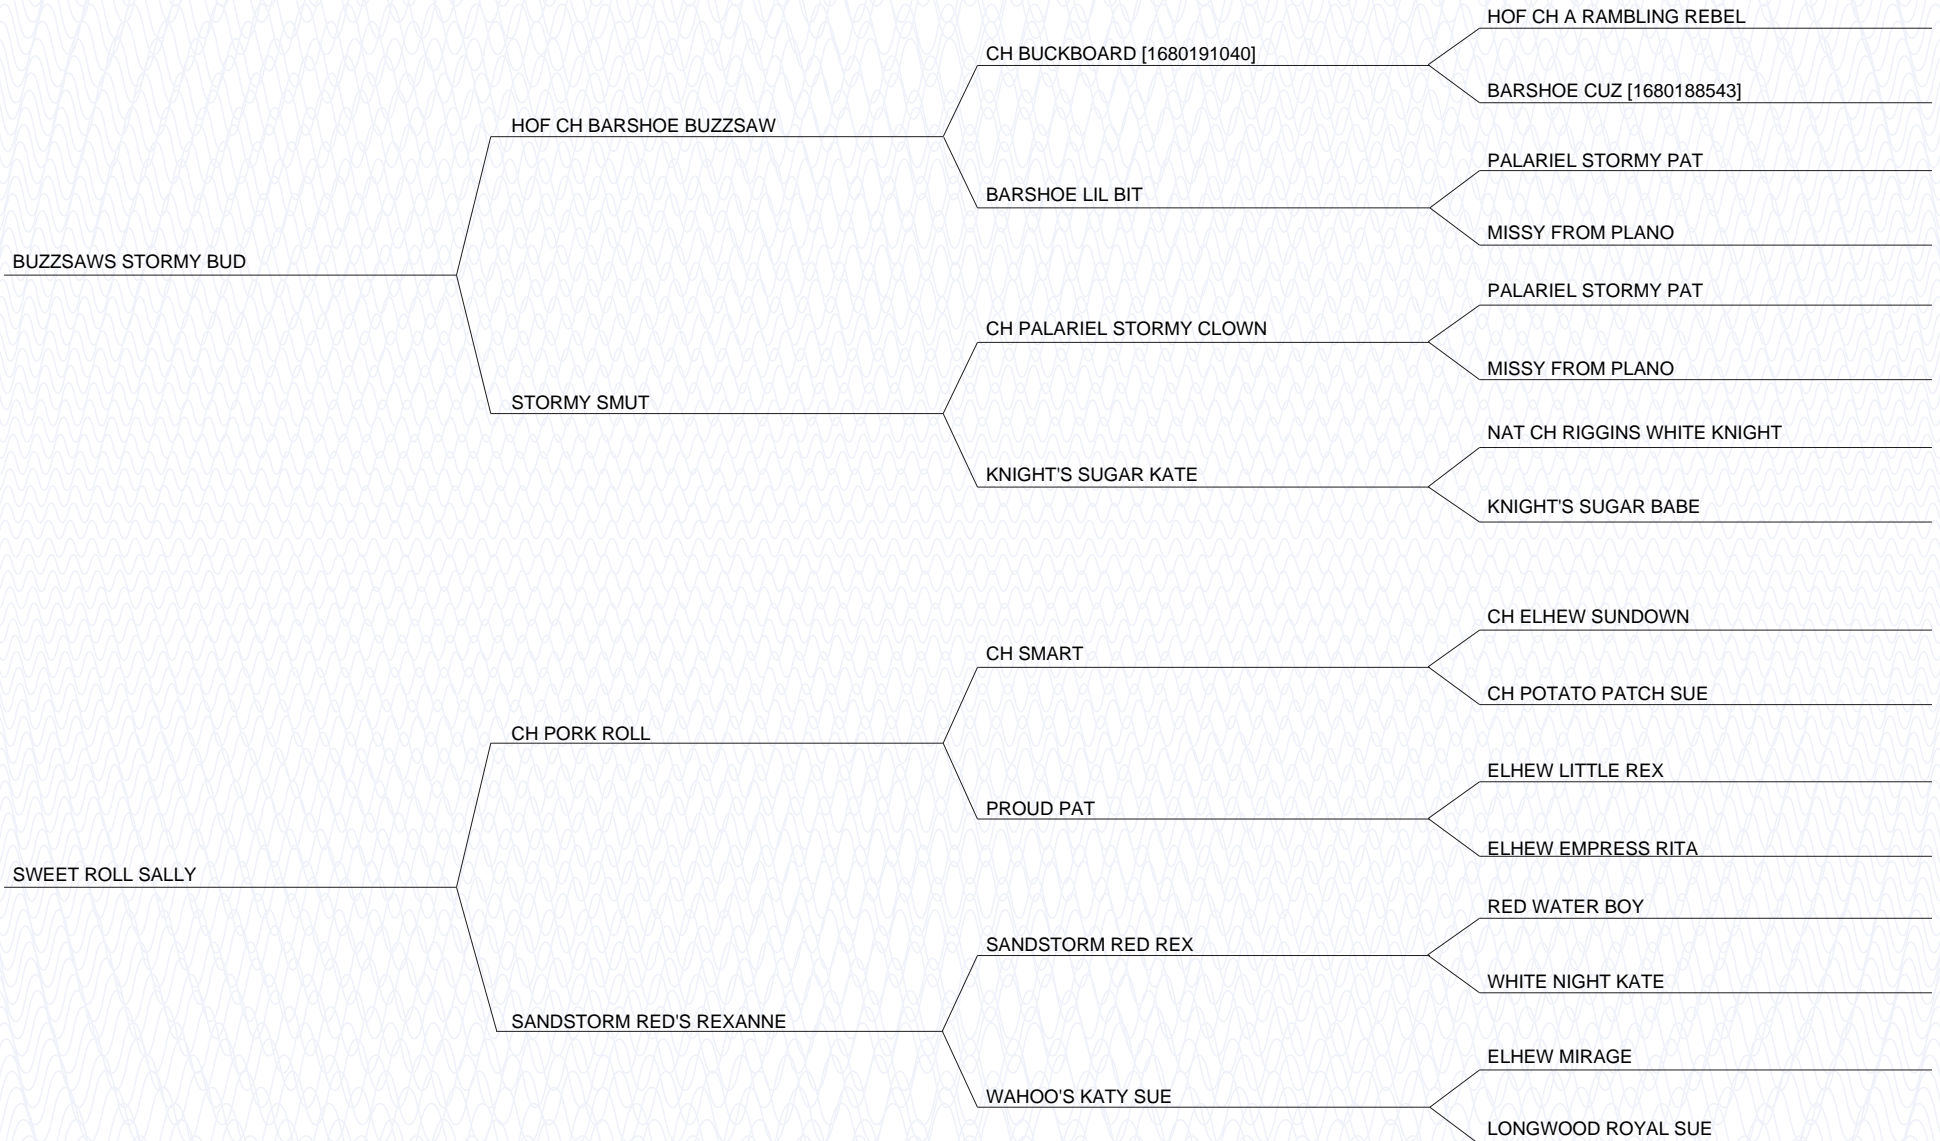 HOF CH A RAMBLING REBEL
CH BUCKBOARD [1680191040]
BARSHOE CUZ [1680188543]
HOF CH BARSHOE BUZZSAW
PALARIEL STORMY PAT
BARSHOE LIL BIT
MISSY FROM PLANO
BUZZSAWS STORMY BUD
PALARIEL STORMY PAT
CH PALARIEL STORMY CLOWN
MISSY FROM PLANO
STORMY SMUT
NAT CH RIGGINS WHITE KNIGHT
KNIGHT'S SUGAR KATE
KNIGHT'S SUGAR BABE
CH ELHEW SUNDOWN
CH SMART
CH POTATO PATCH SUE
CH PORK ROLL
ELHEW LITTLE REX
PROUD PAT
ELHEW EMPRESS RITA
SWEET ROLL SALLY
RED WATER BOY
SANDSTORM RED REX
WHITE NIGHT KATE
SANDSTORM RED'S REXANNE
ELHEW MIRAGE
WAHOO'S KATY SUE
LONGWOOD ROYAL SUE